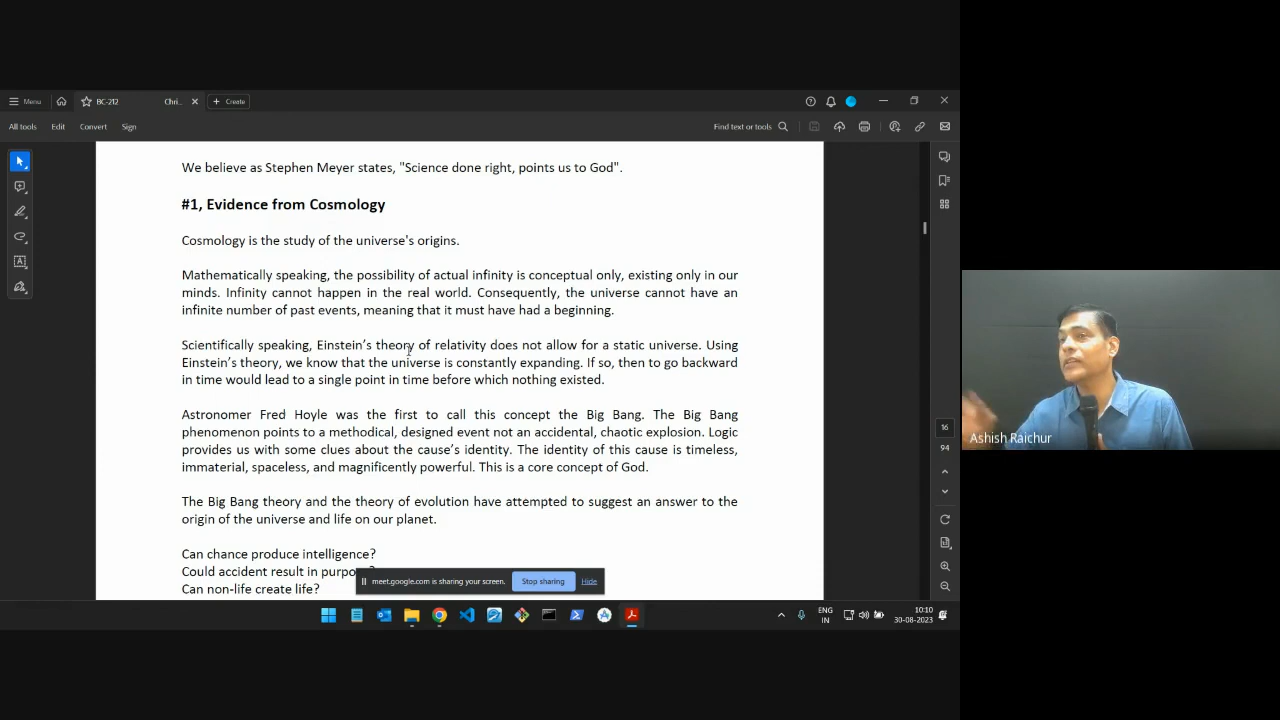 Menu
BC-212
Chri...
Create
All tools
Edit
Convert
Sign
Find text or tools
We believe as Stephen Meyer states, "Science done right, points us to God".
#1, Evidence from Cosmology
Cosmology is the study of the universe's origins.
Mathematically speaking, the possibility of actual infinity is conceptual only, existing only in our
minds. Infinity cannot happen in the real world. Consequently, the universe cannot have an
infinite number of past events, meaning that it must have had a beginning.
Scientifically speaking, Einstein's theory of relativity does not allow for a static universe. Using
Einstein's theory, we know that the universe is constantly expanding. If so, then to go backward
in time would lead to a single point in time before which nothing existed.
Astronomer Fred Hoyle was the first to call this concept the Big Bang. The Big Bang
phenomenon points to a methodical, designed event not an accidental, chaotic explosion. Logic
provides us with some clues about the cause's identity. The identity of this cause is timeless,
immaterial, spaceless, and magnificently powerful. This is a core concept of God.
The Big Bang theory and the theory of evolution have attempted to suggest an answer to the
origin of the universe and life on our planet.
Can chance produce intelligence?
Could accident result in purpo
Can non-life create life?
meet.google.com is sharing your screen.
Stop sharing
Hide
16
94
ENG
IN
10:10
30-08-2023
Ashish Raichur